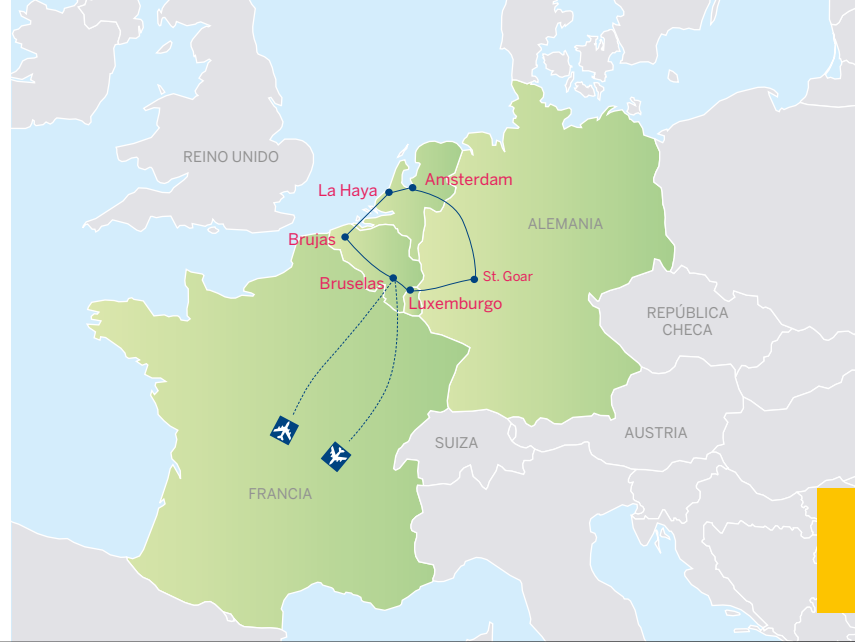 REINO UNIDO
La Haya
Amsterdam
ALEMANIA
Brujas
Bruselas
St. Goar
Luxemburgo
REPÚBLICA
CHECA
SUIZA
AUSTRIA
FRANCIA